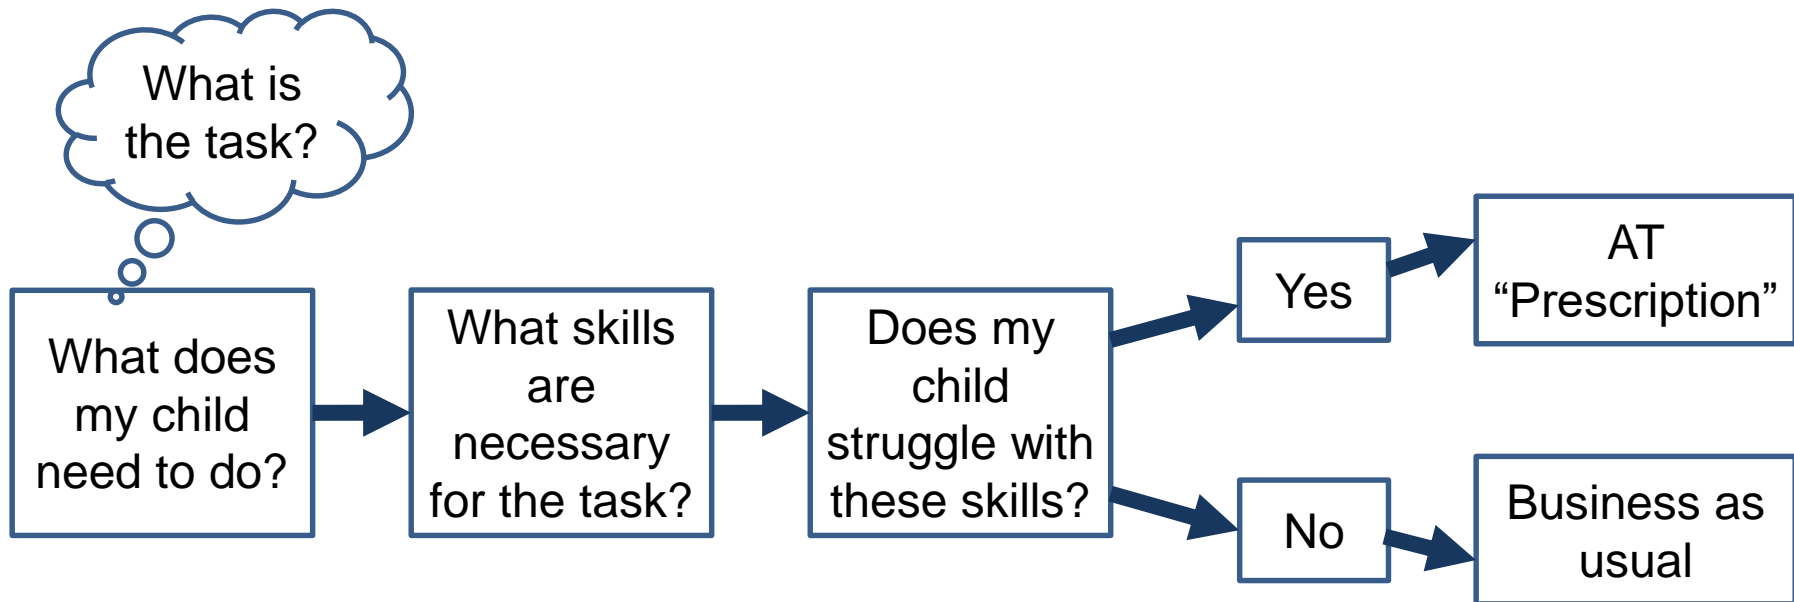 What is
the task?
What does
my child
need to do?
What skills
are
necessary
for the task?
Does my
child
struggle with
these skills?
Yes
AT
“Prescription”
No
Business as
usual